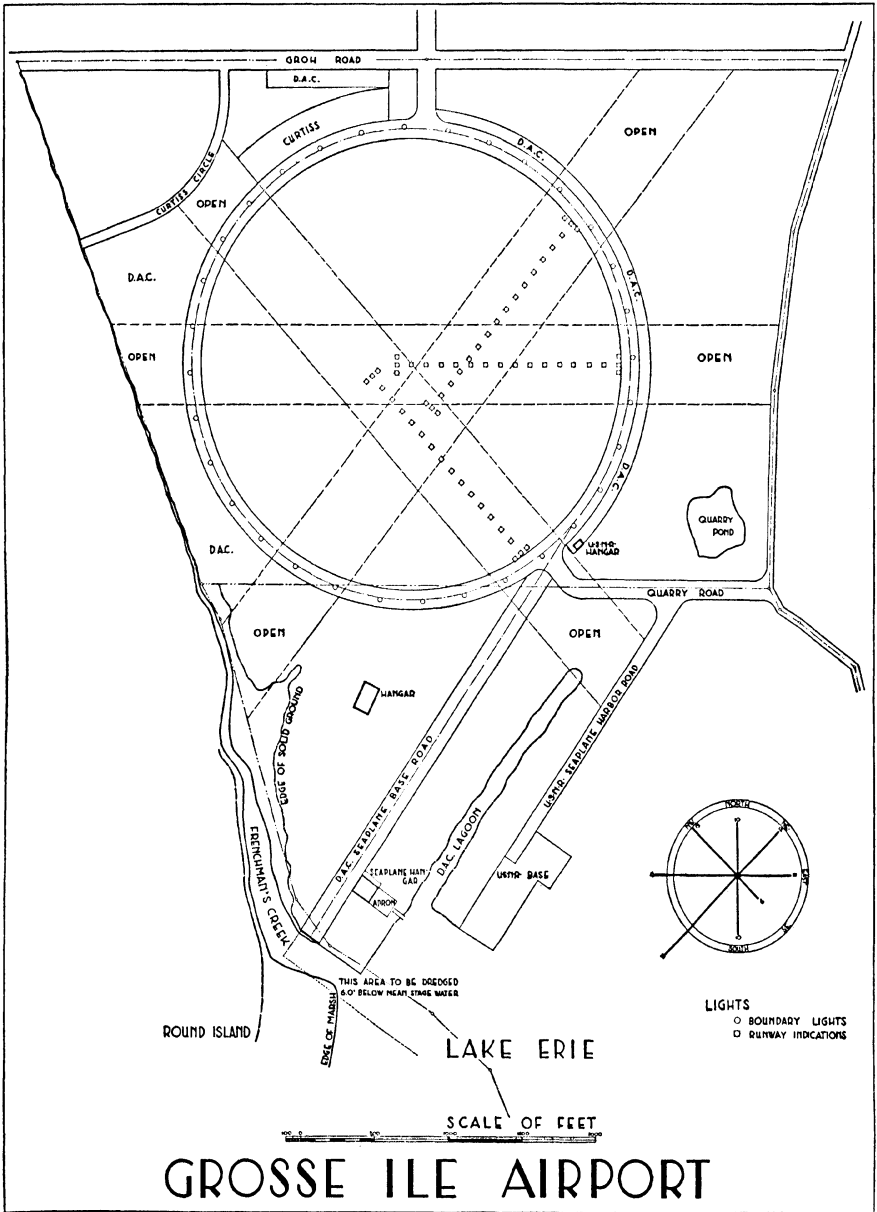 GROH ROAD
D.A.C.
CURTISS
D.A.C.
OPEN
CURTISS CIRCLE
OPEN
D.A.C.
D.A.C.
OPEN
OPEN
D.A.C.
QUARRY
POND
D.A.C.
U·S·N·R·
HANGAR
QUARRY ROAD
OPEN
OPEN
HANGAR
EDGE OF SOLID GROUND
D.A.C. SEAPLANE BASE ROAD
U·S·N·R· SEAPLANE HARBOR ROAD
D.A.C. LAGOON
FRENCHMAN'S CREEK
SEAPLANE HAN-
GAR
APRON
USNR BASE
NORTH
EAST
SOUTH
THIS AREA TO BE DREDGED
6.0' BELOW MEAN STAGE WATER
LIGHTS
BOUNDARY LIGHTS
RUNWAY INDICATIONS
ROUND ISLAND
EDGE OF MARSH
LAKE ERIE
SCALE OF FEET
GROSSE ILE AIRPORT